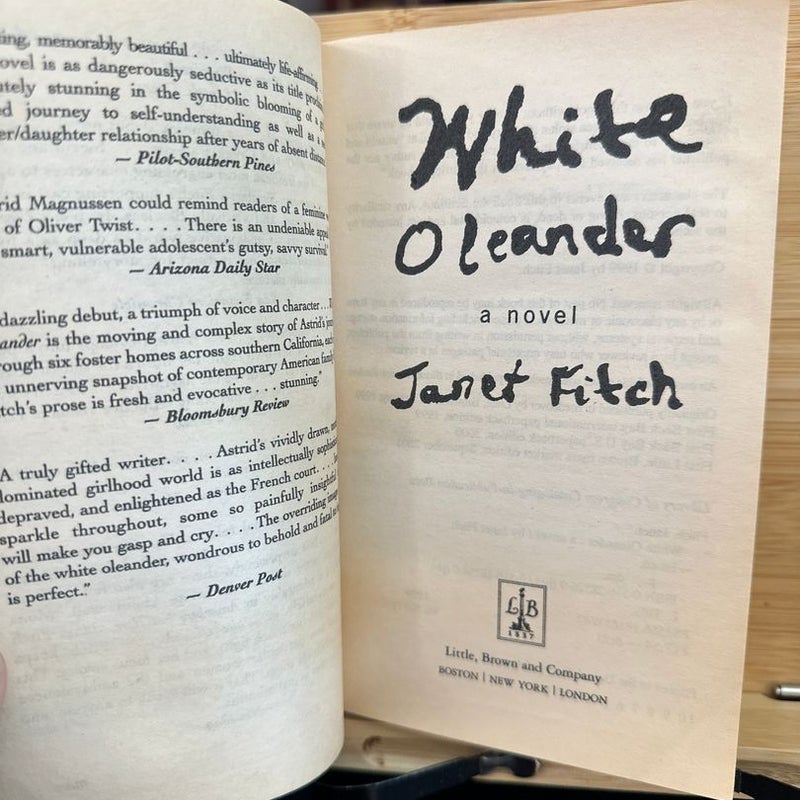 ing, memorably beautiful . . . ultimately life-affirming
ovel is as dangerously seductive as its title
tely stunning in the symbolic blooming of a
d journey to self-understanding as well as a
er/daughter relationship after years of absent
— Pilot-Southern Pines
rid Magnussen could remind readers of a feminine
of Oliver Twist. . . . There is an undeniable
smart, vulnerable adolescent's gutsy, savvy survival."
— Arizona Daily Star
dazzling debut, a triumph of voice and character . . .
ander is the moving and complex story of Astrid's
rough six foster homes across southern California, each
unnerving snapshot of contemporary American family
tch's prose is fresh and evocative . . . stunning."
— Bloomsbury Review
A truly gifted writer. . . . Astrid's vividly drawn,
dominated girlhood world is as intellectually
depraved, and enlightened as the French court. . . .
sparkle throughout, some so painfully insightful
will make you gasp and cry. . . . The overriding
of the white oleander, wondrous to behold and fatal to
is perfect."
— Denver Post
White
Oleander
a novel
Janet Fitch
LB
1837
Little, Brown and Company
BOSTON | NEW YORK | LONDON